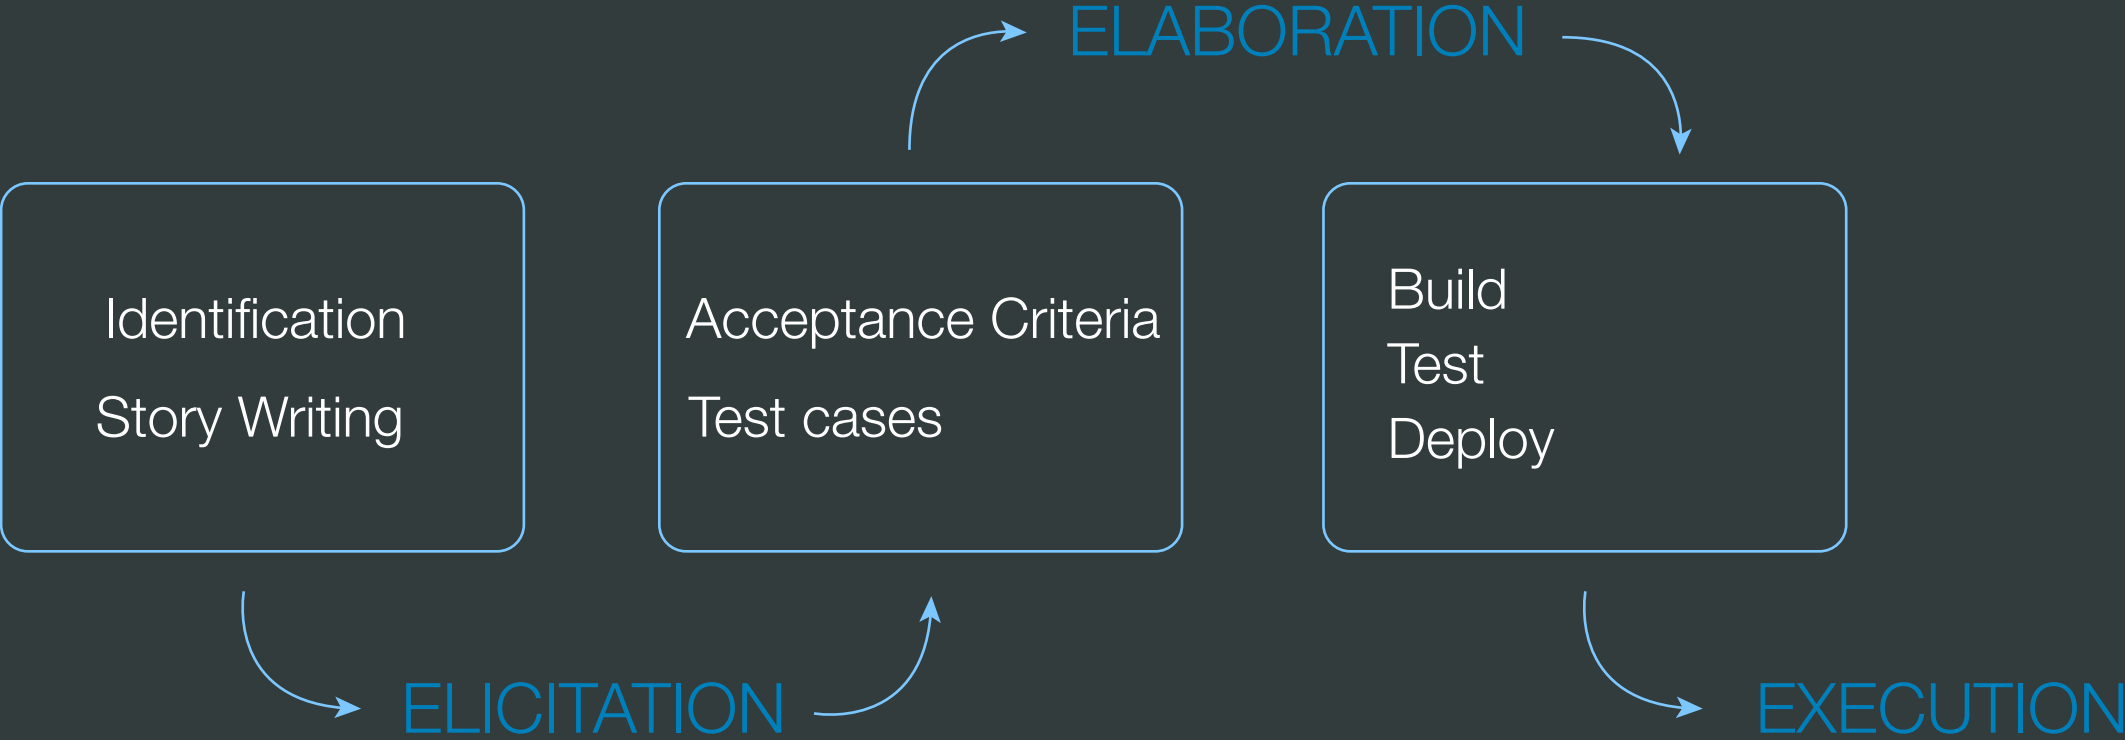 ELABORATION
Identification
Story Writing
Acceptance Criteria
Test cases
Build
Test
Deploy
ELICITATION
EXECUTION